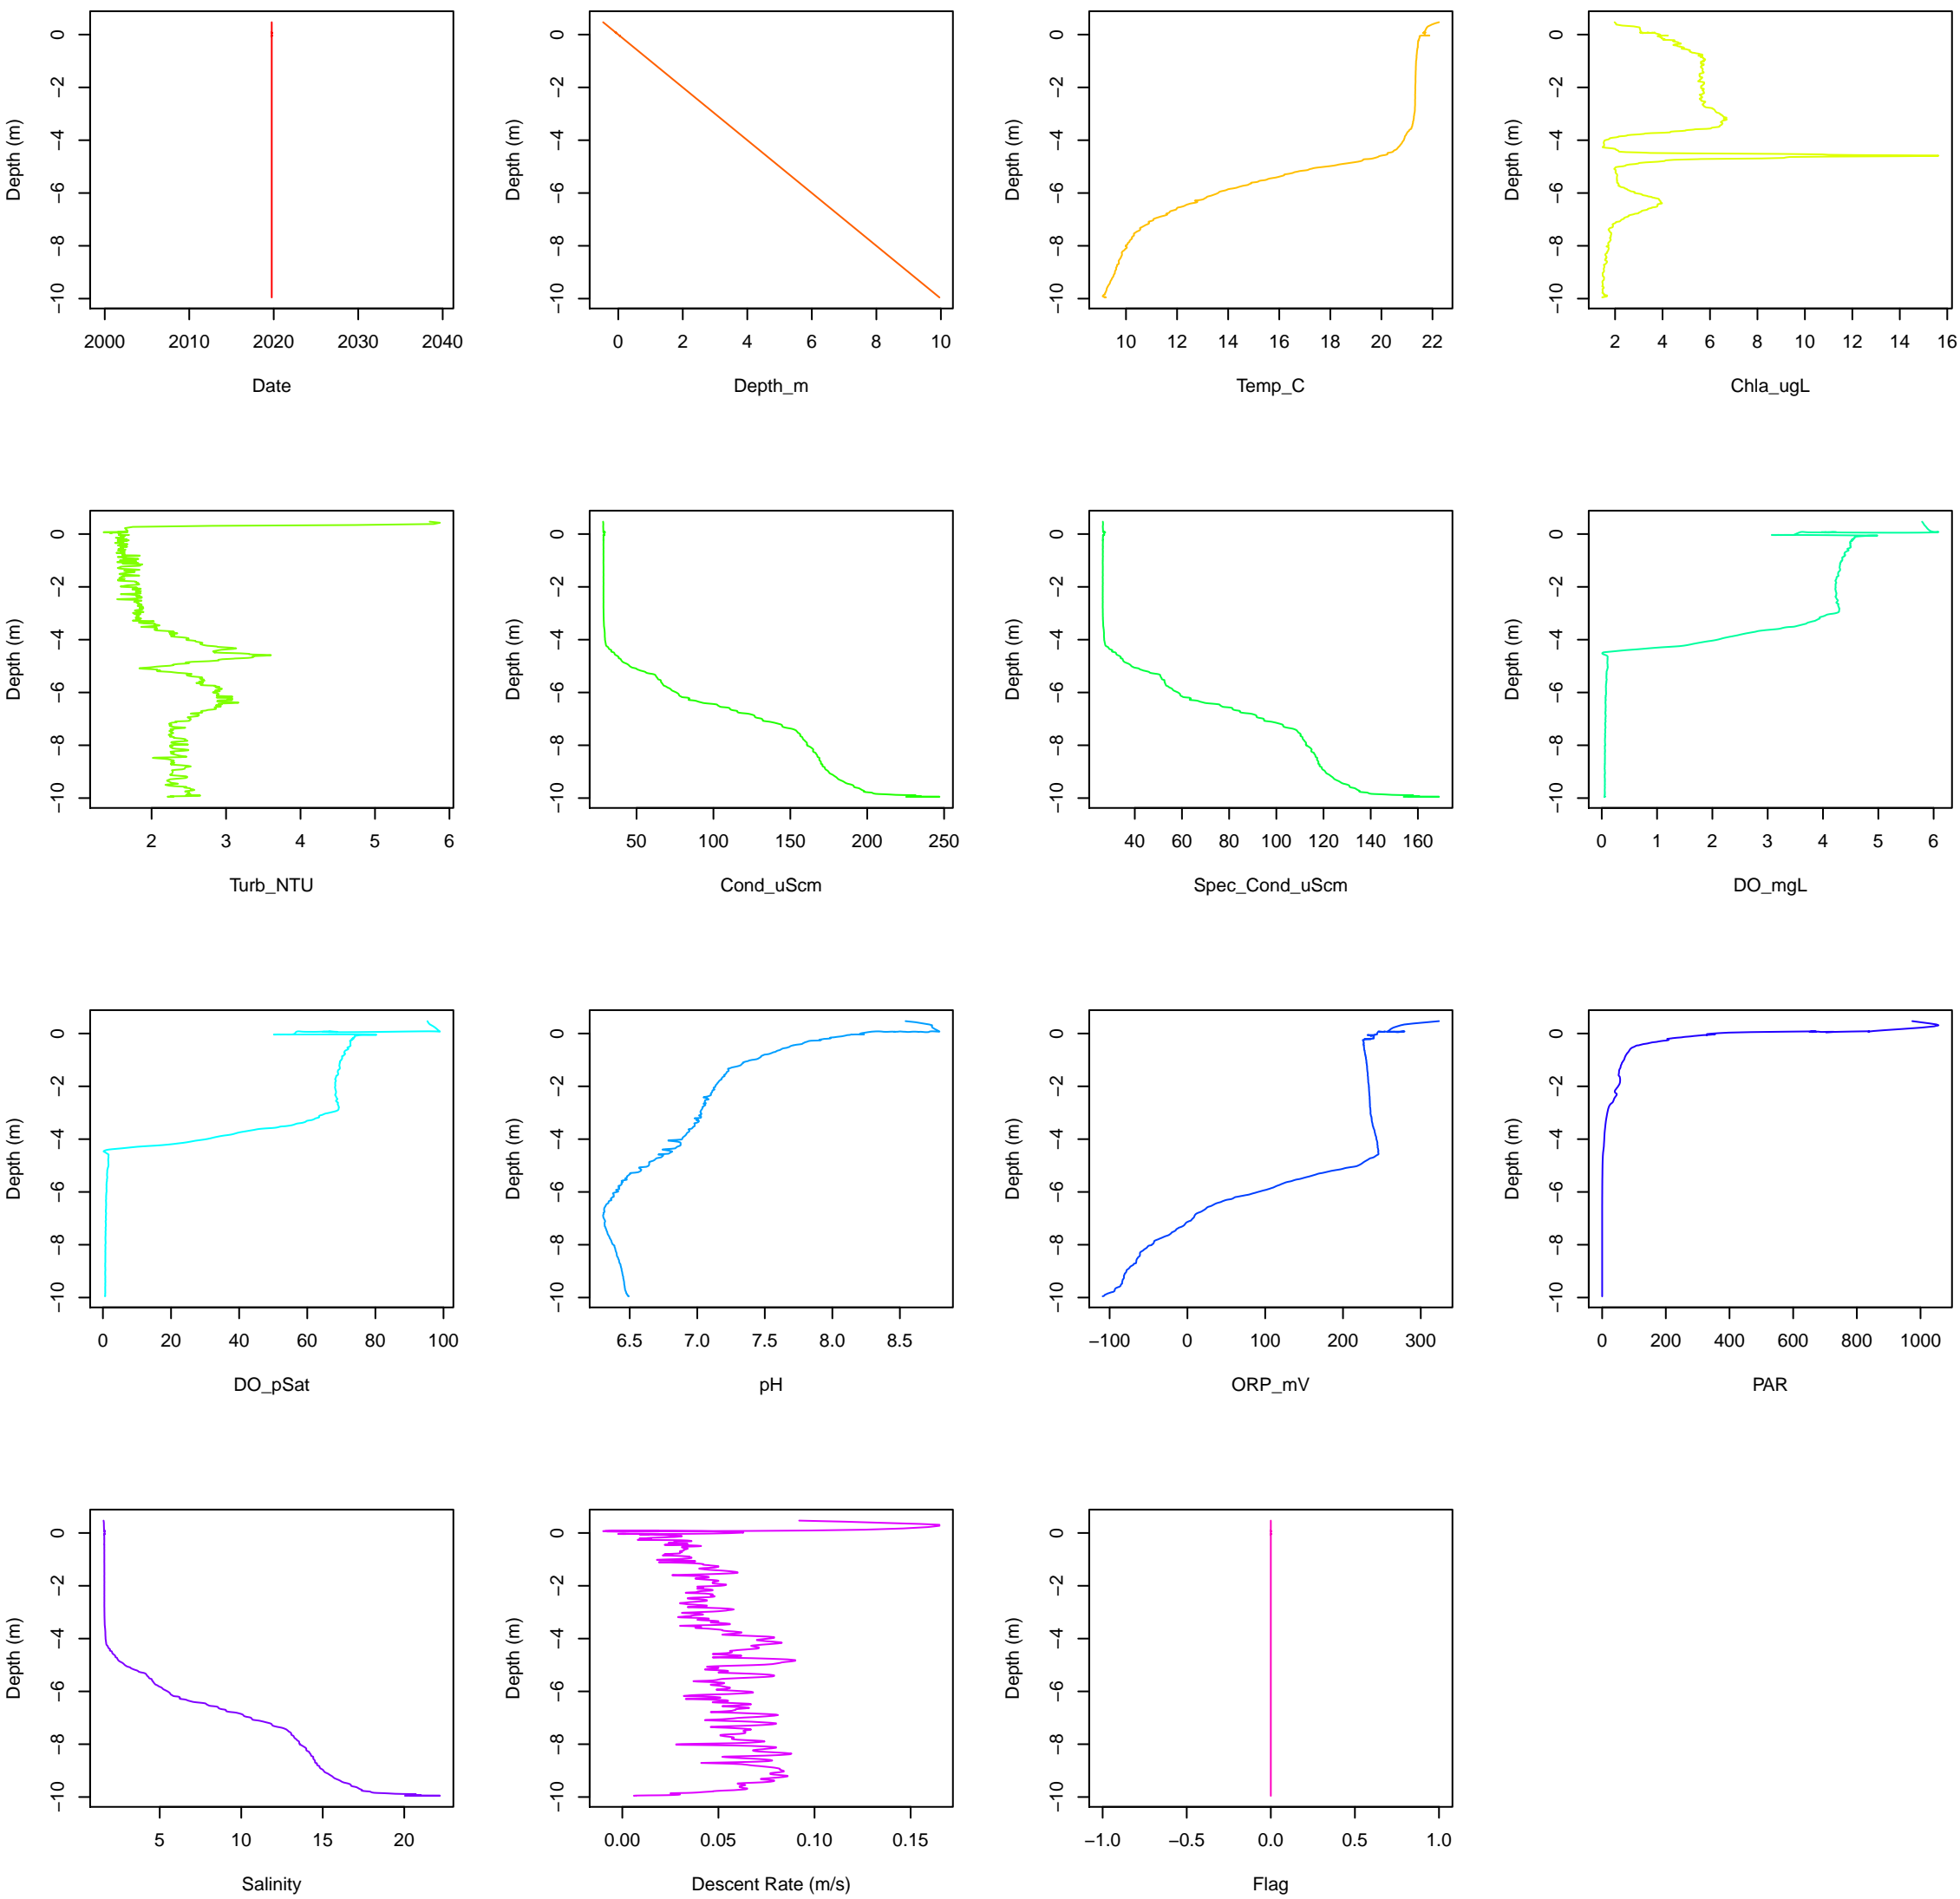 Depth (m)
0
−2
−4
−6
−8
−10
2000 2010 2020 2030 2040
Date
Depth (m)
0
−2
−4
−6
−8
−10
0 2 4 6 8 10
Depth_m
Depth (m)
0
−2
−4
−6
−8
−10
10 12 14 16 18 20 22
Temp_C
Depth (m)
0
−2
−4
−6
−8
−10
2 4 6 8 10 12 14 16
Chla_ugL
Depth (m)
0
−2
−4
−6
−8
−10
2 3 4 5 6
Turb_NTU
Depth (m)
0
−2
−4
−6
−8
−10
50 100 150 200 250
Cond_uScm
Depth (m)
0
−2
−4
−6
−8
−10
40 60 80 100 120 140 160
Spec_Cond_uScm
Depth (m)
0
−2
−4
−6
−8
−10
0 1 2 3 4 5 6
DO_mgL
Depth (m)
0
−2
−4
−6
−8
−10
0 20 40 60 80 100
DO_pSat
Depth (m)
0
−2
−4
−6
−8
−10
6.5 7.0 7.5 8.0 8.5
pH
Depth (m)
0
−2
−4
−6
−8
−10
−100 0 100 200 300
ORP_mV
Depth (m)
0
−2
−4
−6
−8
−10
0 200 400 600 800 1000
PAR
Depth (m)
0
−2
−4
−6
−8
−10
5 10 15 20
Salinity
Depth (m)
0
−2
−4
−6
−8
−10
0.00 0.05 0.10 0.15
Descent Rate (m/s)
Depth (m)
0
−2
−4
−6
−8
−10
−1.0 −0.5 0.0 0.5 1.0
Flag